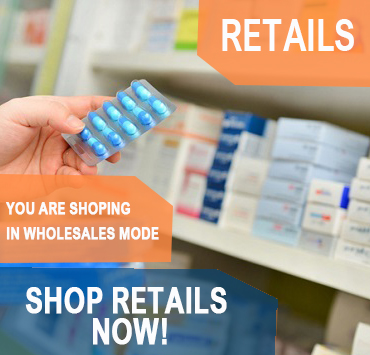 RETAILS
YOU ARE SHOPING
IN WHOLESALES MODE
SHOP RETAILS
NOW!